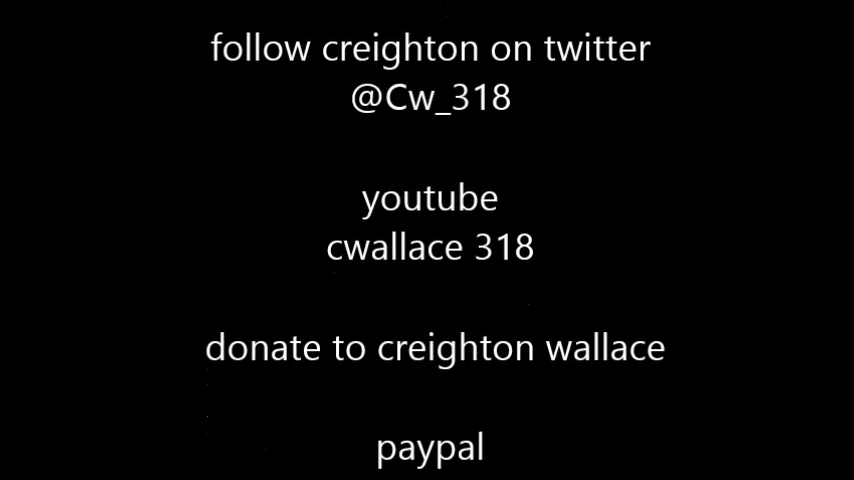 follow creighton on twitter
@Cw_318
youtube
cwallace 318
donate to creighton wallace
paypal